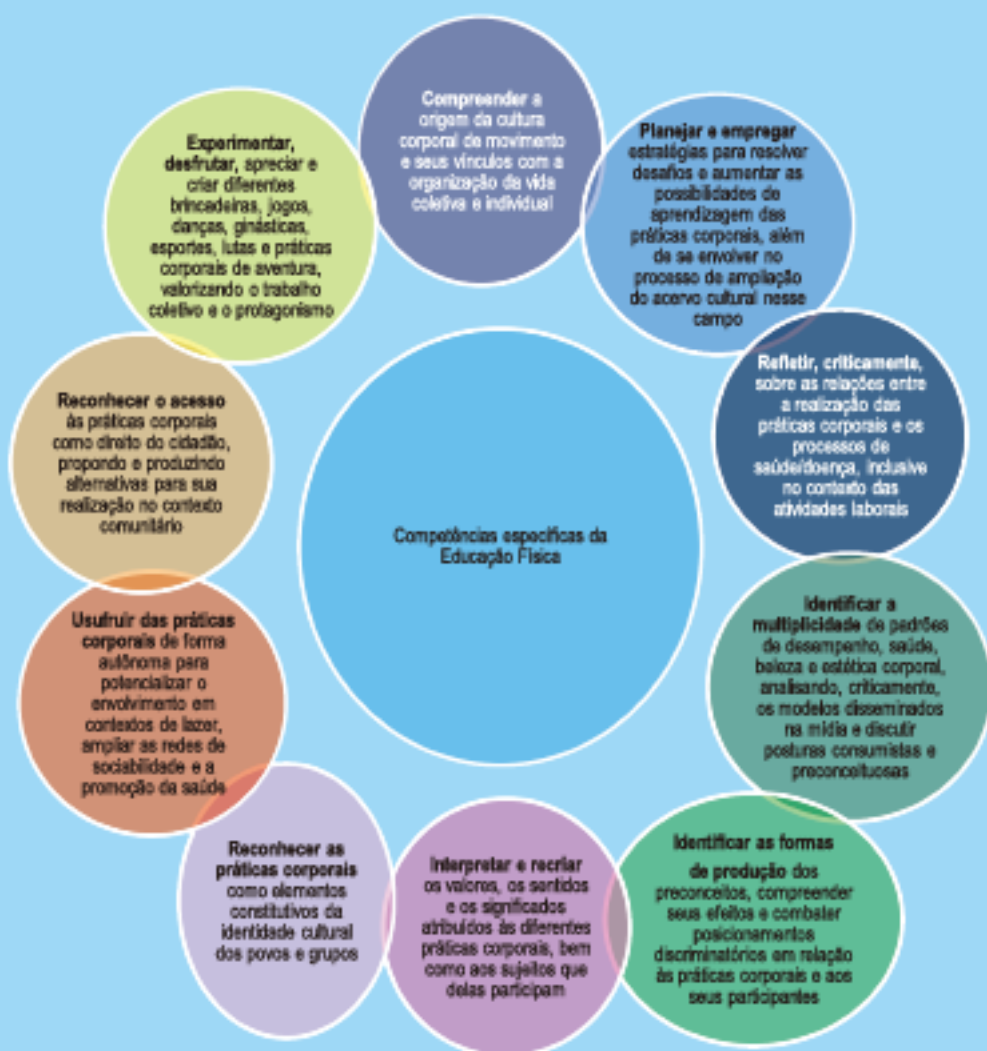 Compreender a
origem da cultura
corporal de movimento
e seus vínculos com a
organização da vida
coletiva e individual
Planejar e empregar
estratégias para resolver
desafios e aumentar as
possibilidades de
aprendizagem das
práticas corporais, além
de se envolver no
processo de ampliação
do acervo cultural nesse
campo
Refletir, criticamente,
sobre as relações entre
a realização das
práticas corporais e os
processos de
saúde/doença, inclusive
no contexto das
atividades laborais
Identificar a
multiplicidade de padrões
de desempenho, saúde,
beleza e estética corporal,
analisando, criticamente,
os modelos disseminados
na mídia e discutir
posturas consumistas e
preconceituosas
Identificar as formas
de produção dos
preconceitos, compreender
seus efeitos e combater
posicionamentos
discriminatórios em relação
às práticas corporais e aos
seus participantes
Interpretar e recriar
os valores, os sentidos
e os significados
atribuídos às diferentes
práticas corporais, bem
como aos sujeitos que
delas participam
Reconhecer as
práticas corporais
como elementos
constitutivos da
identidade cultural
dos povos e grupos
Usufruir das práticas
corporais de forma
autônoma para
potencializar o
envolvimento em
contextos de lazer,
ampliar as redes de
sociabilidade e a
promoção da saúde
Reconhecer o acesso
às práticas corporais
como direito do cidadão,
propondo e produzindo
alternativas para sua
realização no contexto
comunitário
Experimentar,
desfrutar, apreciar e
criar diferentes
brincadeiras, jogos,
danças, ginásticas,
esportes, lutas e práticas
corporais de aventura,
valorizando o trabalho
coletivo e o protagonismo
Competências específicas da
Educação Física